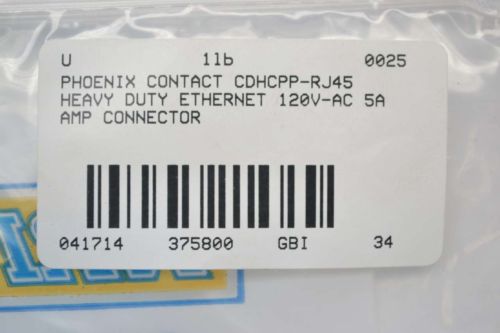 U 1lb 0025
PHOENIX CONTACT CDHCPP-RJ45
HEAVY DUTY ETHERNET 120V-AC 5A
AMP CONNECTOR
041714 375800 GBI 34